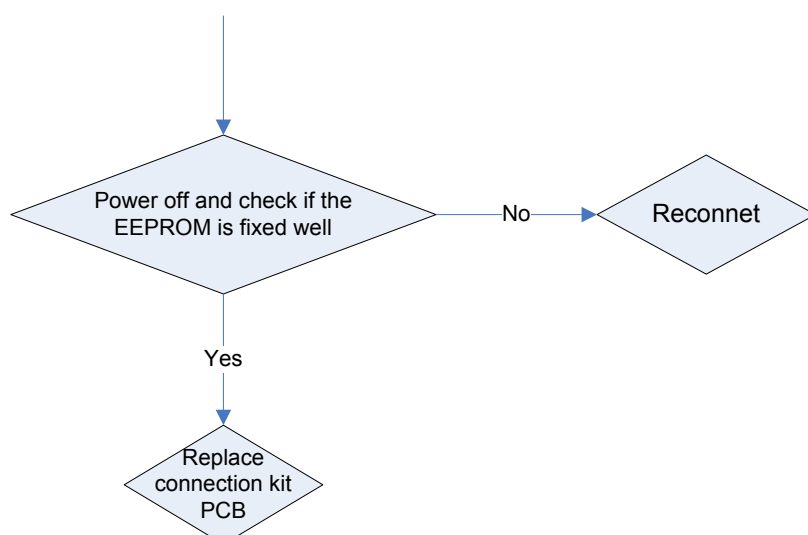 Power off and check if the
EEPROM is fixed well
No
Reconnet
Yes
Replace
connection kit
PCB